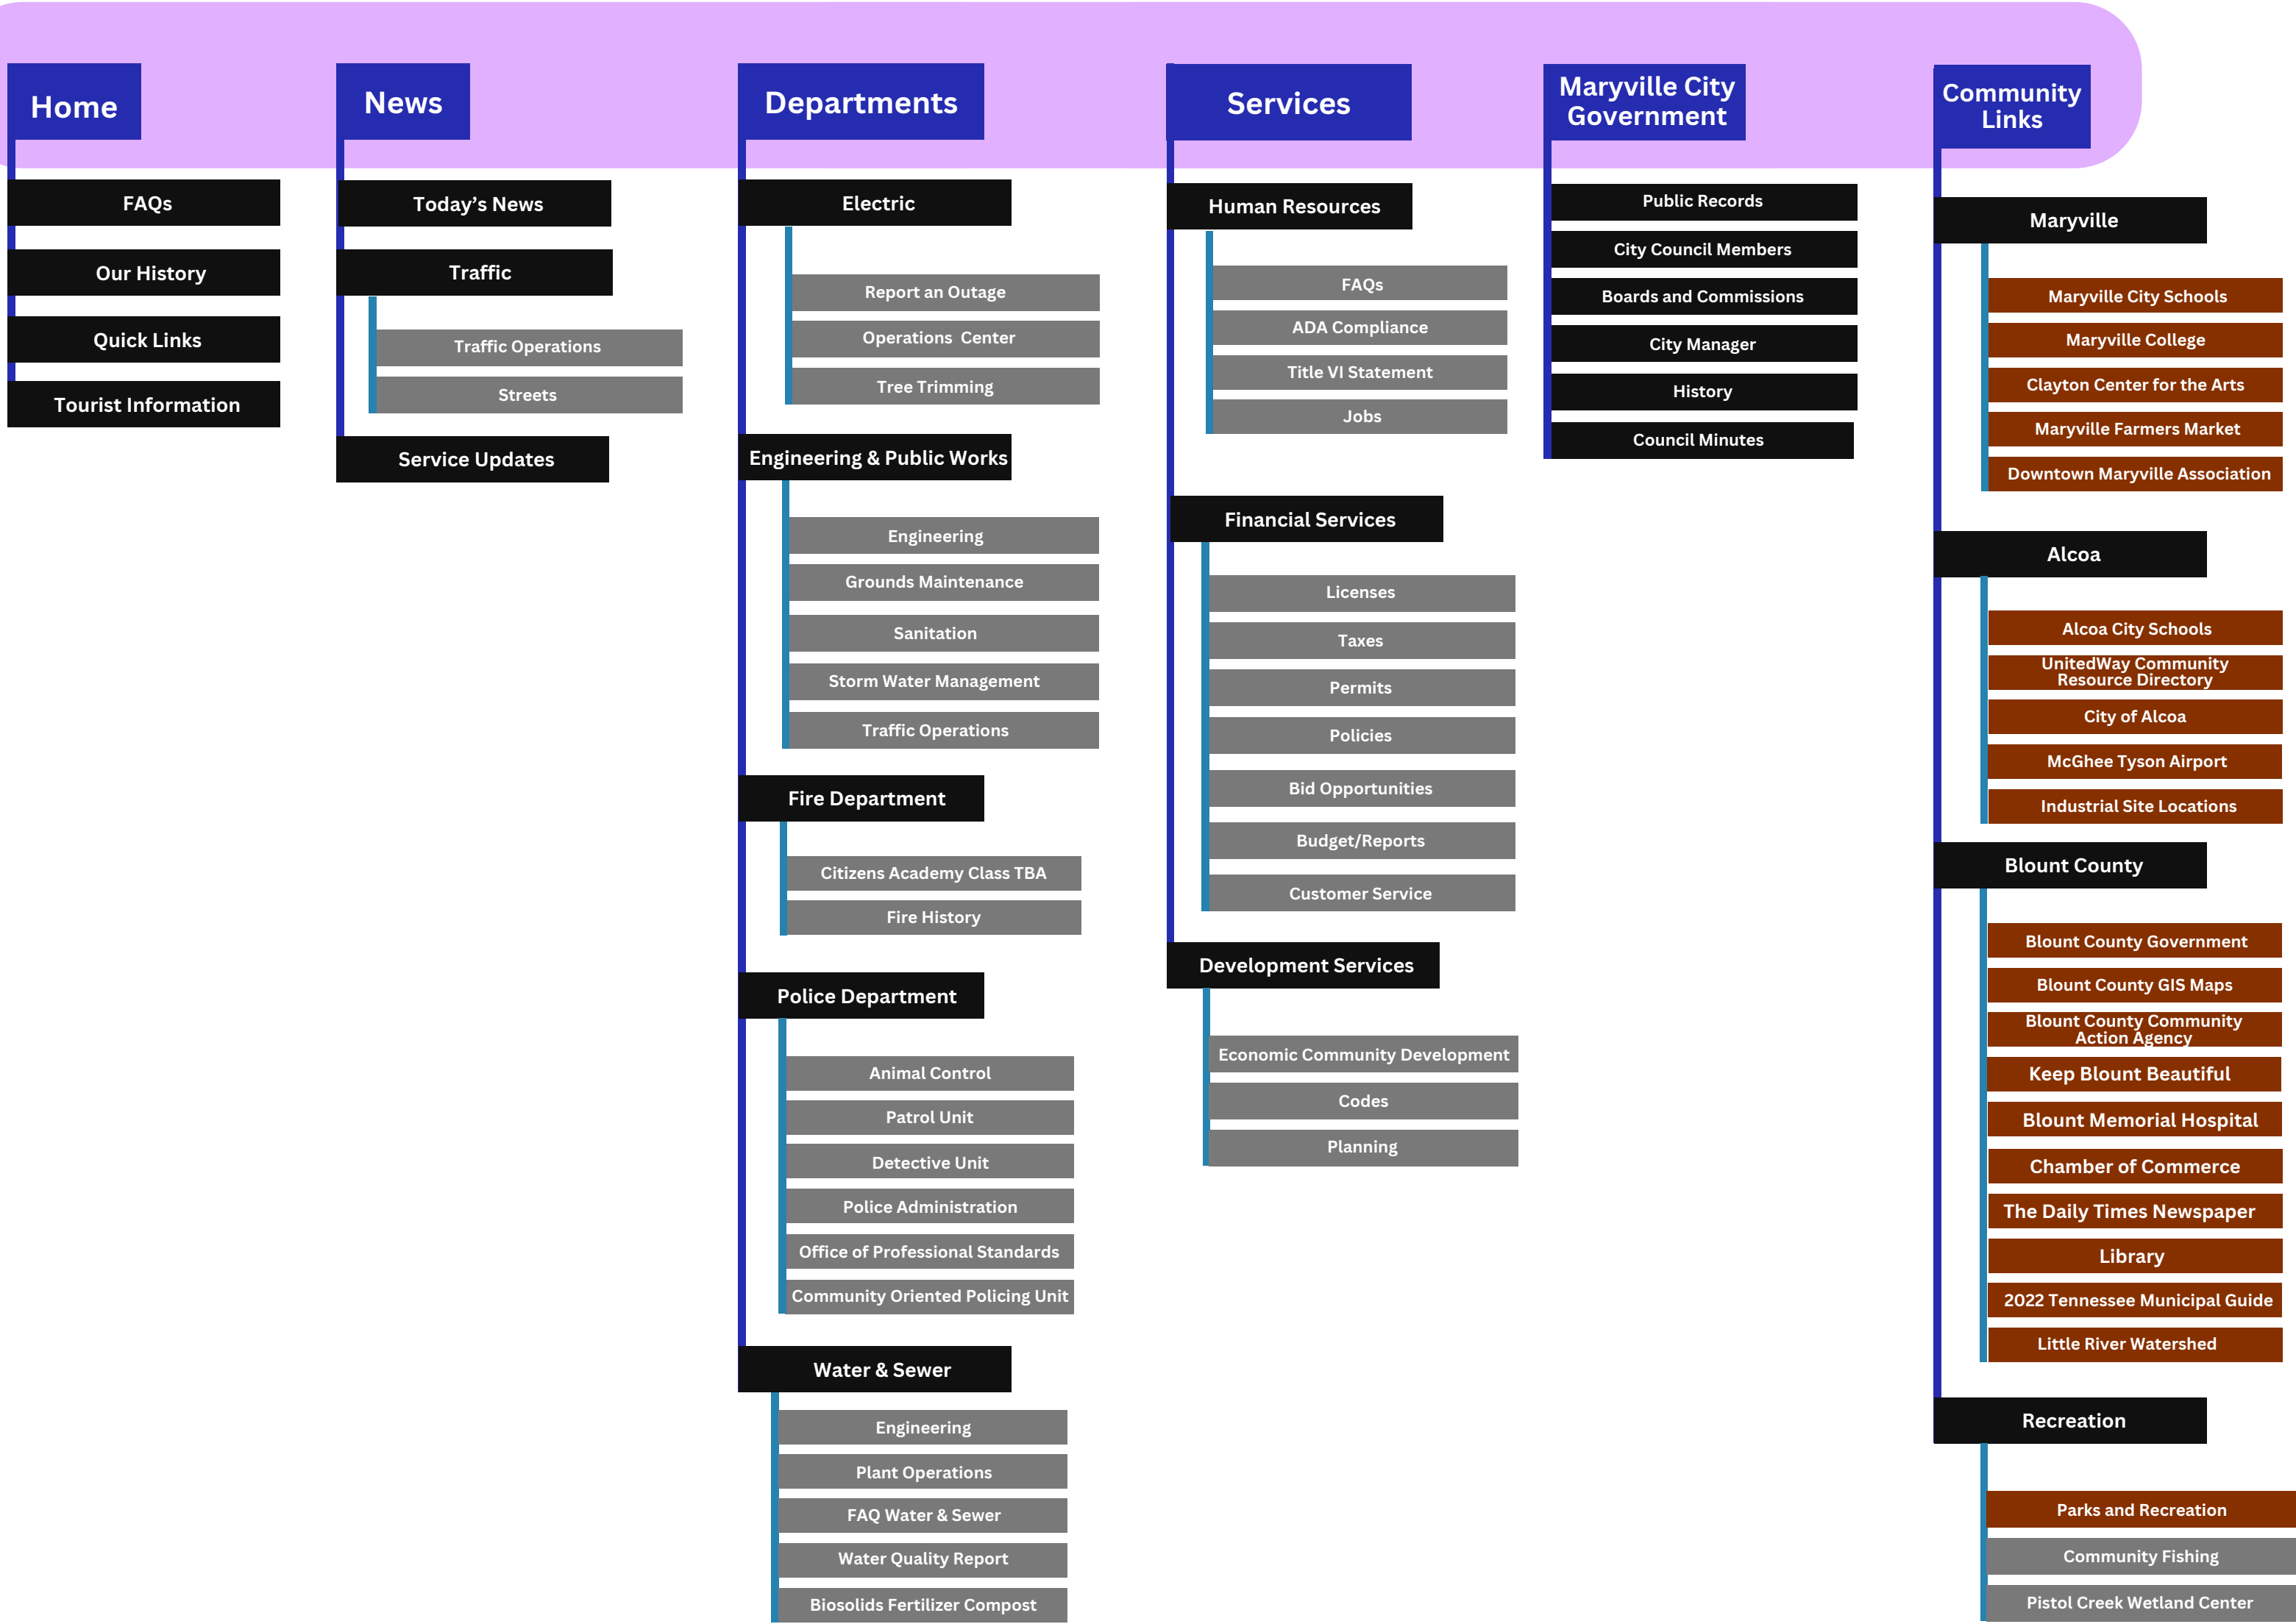 Home
FAQs
Our History
Quick Links
Tourist Information
News
Today’s News
Traffic
Traffic Operations
Streets
Service Updates
Departments
Electric
Report an Outage
Operations Center
Tree Trimming
Engineering & Public Works
Engineering
Grounds Maintenance
Sanitation
Storm Water Management
Traffic Operations
Fire Department
Citizens Academy Class TBA
Fire History
Police Department
Animal Control
Patrol Unit
Detective Unit
Police Administration
Office of Professional Standards
Community Oriented Policing Unit
Water & Sewer
Engineering
Plant Operations
FAQ Water & Sewer
Water Quality Report
Biosolids Fertilizer Compost
Services
Human Resources
FAQs
ADA Compliance
Title VI Statement
Jobs
Financial Services
Licenses
Taxes
Permits
Policies
Bid Opportunities
Budget/Reports
Customer Service
Development Services
Economic Community Development
Codes
Planning
Maryville City
Government
Public Records
City Council Members
Boards and Commissions
City Manager
History
Council Minutes
Community
Links
Maryville
Maryville City Schools
Maryville College
Clayton Center for the Arts
Maryville Farmers Market
Downtown Maryville Association
Alcoa
Alcoa City Schools
UnitedWay Community
Resource Directory
City of Alcoa
McGhee Tyson Airport
Industrial Site Locations
Blount County
Blount County Government
Blount County GIS Maps
Blount County Community
Action Agency
Keep Blount Beautiful
Blount Memorial Hospital
Chamber of Commerce
The Daily Times Newspaper
Library
2022 Tennessee Municipal Guide
Little River Watershed
Recreation
Parks and Recreation
Community Fishing
Pistol Creek Wetland Center